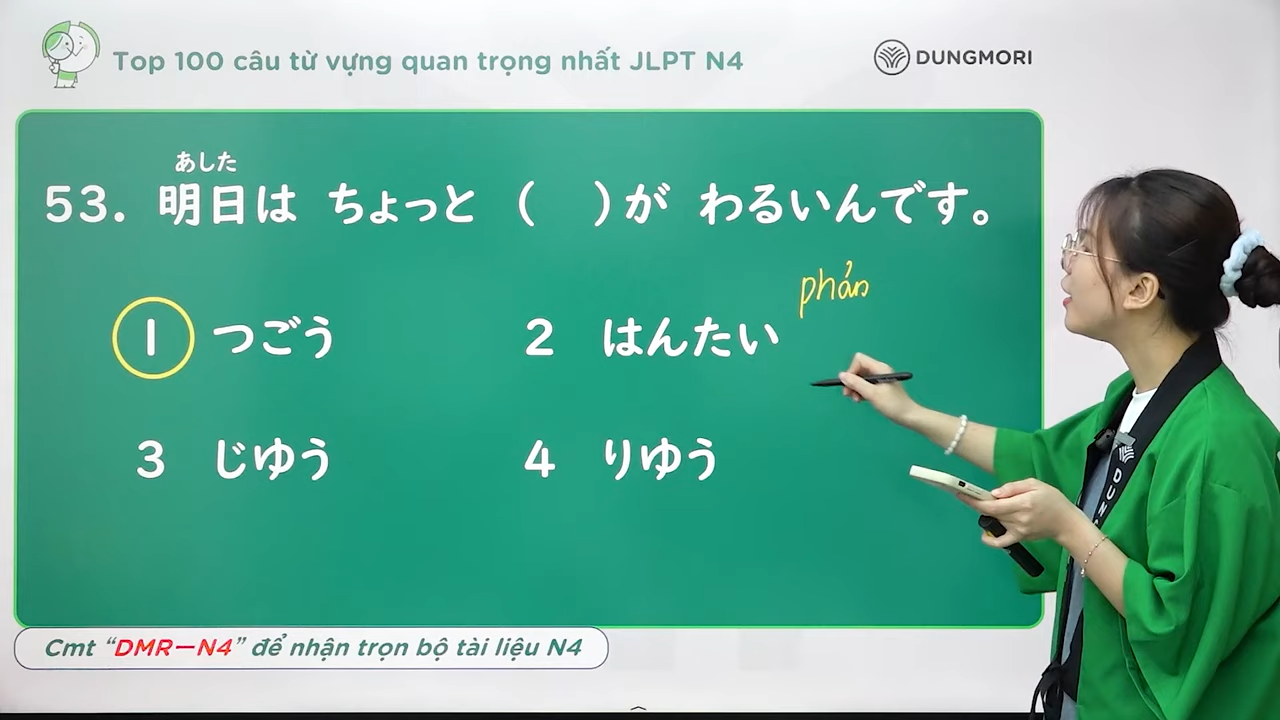 Top 100 câu từ vựng quan trọng nhất JLPT N4
DUNGMORI
あした
53. 明日は ちょっと ( )が わるいんです。
phản
1 つごう
2 はんたい
3 じゆう
4 りゆう
DUN
Cmt “DMR－N4” để nhận trọn bộ tài liệu N4